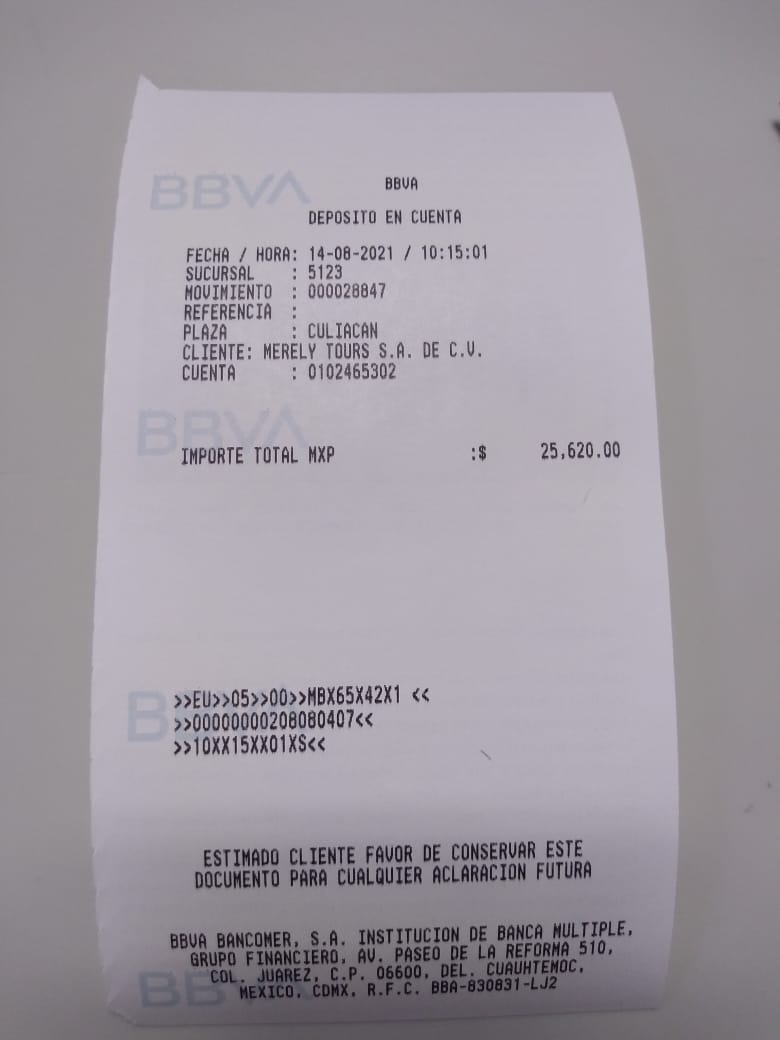 BBVA
BBVA
DEPOSITO EN CUENTA
FECHA / HORA: 14-08-2021 / 10:15:01
SUCURSAL : 5123
MOVIMIENTO : 000028847
REFERENCIA :
PLAZA : CULIACAN
CLIENTE: MERELY TOURS S.A. DE C.V.
CUENTA : 0102465302
BBVA
IMPORTE TOTAL MXP :$ 25,620.00
>>EU>>05>>00>>MBX65X42X1 <<
>>00000000208080407<<
>>10XX15XX01XS<<
ESTIMADO CLIENTE FAVOR DE CONSERVAR ESTE
DOCUMENTO PARA CUALQUIER ACLARACION FUTURA
BBVA BANCOMER, S.A. INSTITUCION DE BANCA MULTIPLE,
GRUPO FINANCIERO, AV. PASEO DE LA REFORMA 510,
COL. JUAREZ, C.P. 06600, DEL. CUAUHTEMOC,
MEXICO, CDMX, R.F.C. BBA-830831-LJ2